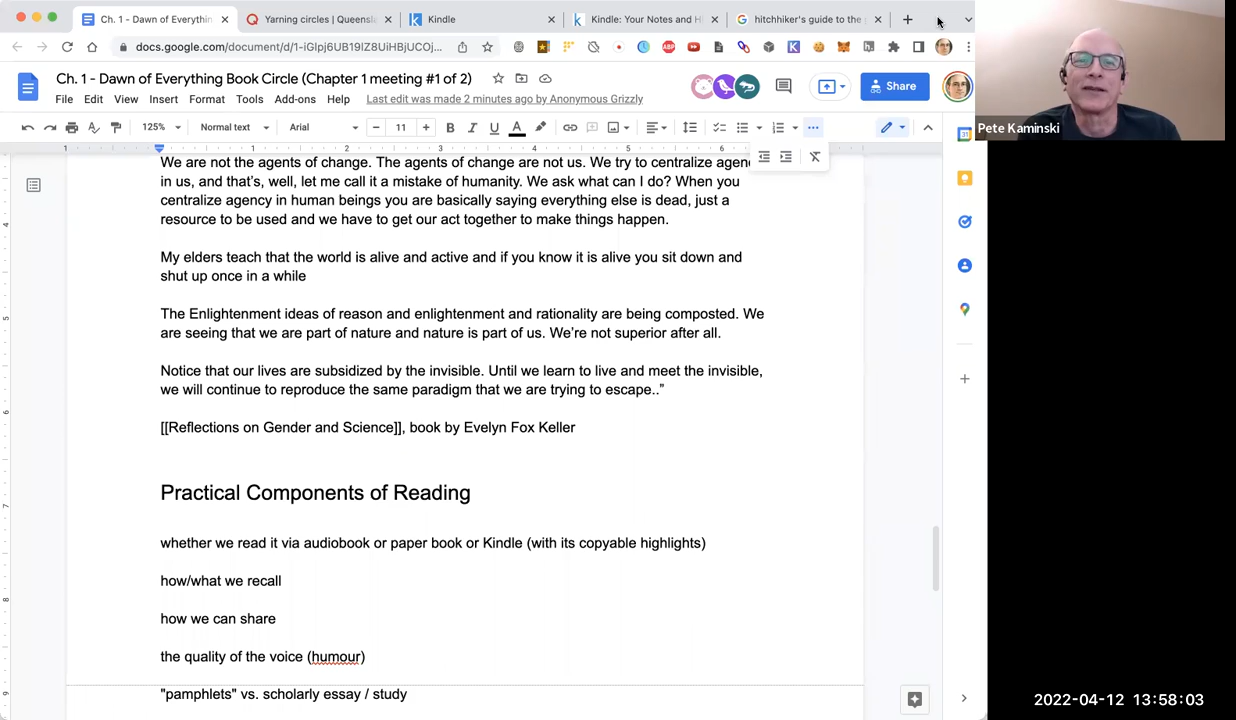 Ch. 1 - Dawn of Everythin
Yarning circles | Queensla
Kindle
Kindle: Your Notes and Hi
hitchhiker's guide to the
docs.google.com/document/d/1-iGlpj6UB19IZ8UiHBjUCOj...
Ch. 1 - Dawn of Everything Book Circle (Chapter 1 meeting #1 of 2)
Share
File Edit View Insert Format Tools Add-ons Help Last edit was made 2 minutes ago by Anonymous Grizzly
Pete Kaminski
125% Normal text Arial 11
1 1 2 3 4 5 6
We are not the agents of change. The agents of change are not us. We try to centralize agen
in us, and that's, well, let me call it a mistake of humanity. We ask what can I do? When you
centralize agency in human beings you are basically saying everything else is dead, just a
resource to be used and we have to get our act together to make things happen.
My elders teach that the world is alive and active and if you know it is alive you sit down and
shut up once in a while
The Enlightenment ideas of reason and enlightenment and rationality are being composted. We
are seeing that we are part of nature and nature is part of us. We're not superior after all.
Notice that our lives are subsidized by the invisible. Until we learn to live and meet the invisible,
we will continue to reproduce the same paradigm that we are trying to escape.."
[[Reflections on Gender and Science]], book by Evelyn Fox Keller
Practical Components of Reading
whether we read it via audiobook or paper book or Kindle (with its copyable highlights)
how/what we recall
how we can share
the quality of the voice (humour)
"pamphlets" vs. scholarly essay / study
2022-04-12 13:58:03